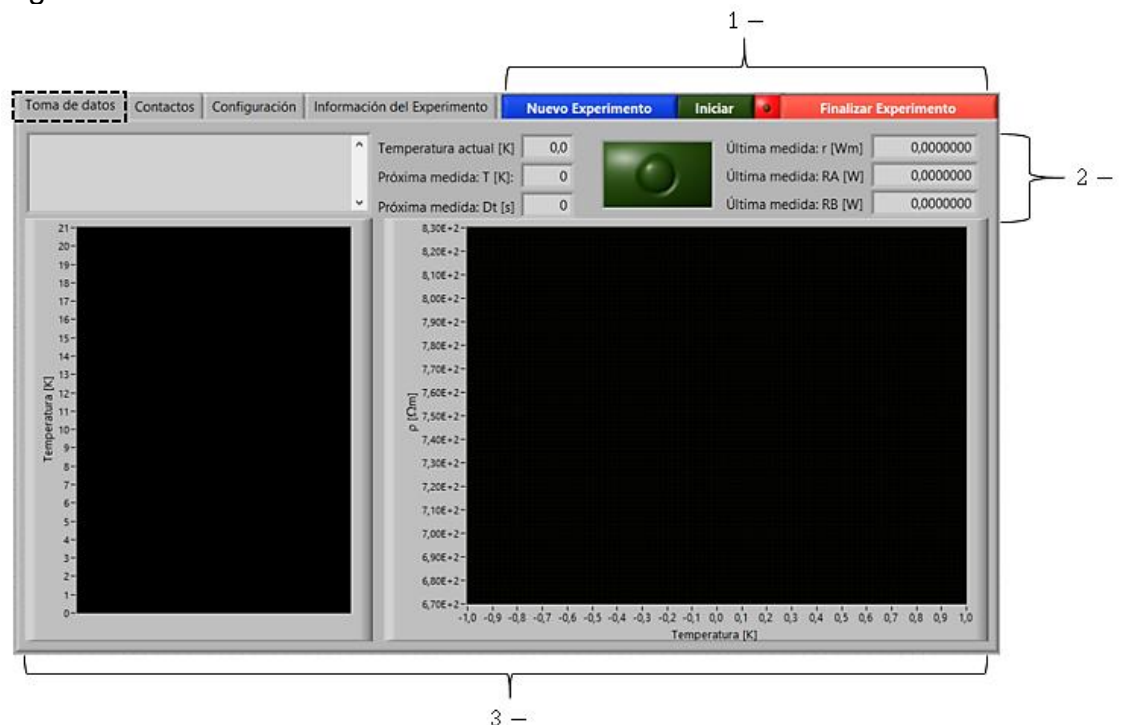 1 –
Toma de datos Contactos Configuración Información del Experimento Nuevo Experimento Iniciar Finalizar Experimento
Temperatura actual [K] 0,0 Última medida: r [Wm] 0,0000000
Próxima medida: T [K]: 0 Última medida: RA [W] 0,0000000
Próxima medida: Dt [s] 0 Última medida: RB [W] 0,0000000
2 –
21
20
19
18
17
16
15
14
13
12
11
10
9
8
7
6
5
4
3
2
1
0
Temperatura [K]
8,30E+2
8,20E+2
8,10E+2
8,00E+2
7,90E+2
7,80E+2
7,70E+2
7,60E+2
7,50E+2
7,40E+2
7,30E+2
7,20E+2
7,10E+2
7,00E+2
6,90E+2
6,80E+2
6,70E+2
ρ [Ωm]
-1,0 -0,9 -0,8 -0,7 -0,6 -0,5 -0,4 -0,3 -0,2 -0,1 0,0 0,1 0,2 0,3 0,4 0,5 0,6 0,7 0,8 0,9 1,0
Temperatura [K]
3 –